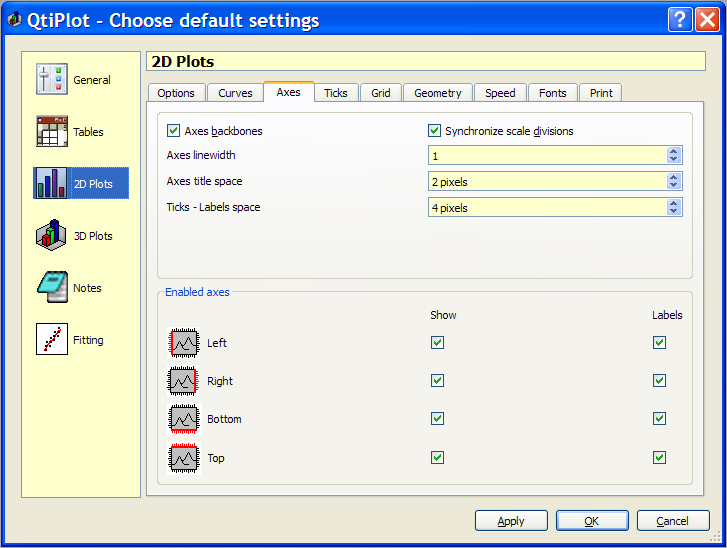 QtiPlot - Choose default settings
General
Tables
2D Plots
3D Plots
Notes
Fitting
2D Plots
Options Curves Axes Ticks Grid Geometry Speed Fonts Print
Axes backbones Synchronize scale divisions
Axes linewidth 1
Axes title space 2 pixels
Ticks - Labels space 4 pixels
Enabled axes
Show Labels
Left
Right
Bottom
Top
Apply OK Cancel